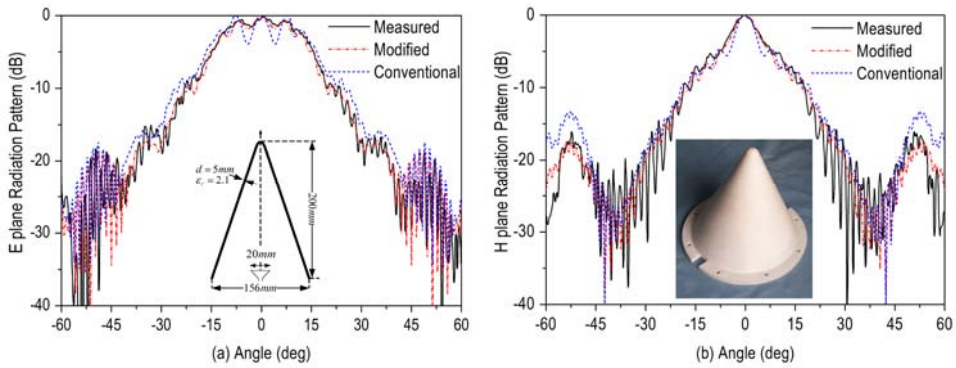 E plane Radiation Pattern (dB)
0
-10
-20
-30
-40
Measured
Modified
Conventional
d = 5mm
εr = 2.1
200mm
20mm
156mm
-60 -45 -30 -15 0 15 30 45 60
(a) Angle (deg)
H plane Radiation Pattern (dB)
0
-10
-20
-30
-40
Measured
Modified
Conventional
-60 -45 -30 -15 0 15 30 45 60
(b) Angle (deg)